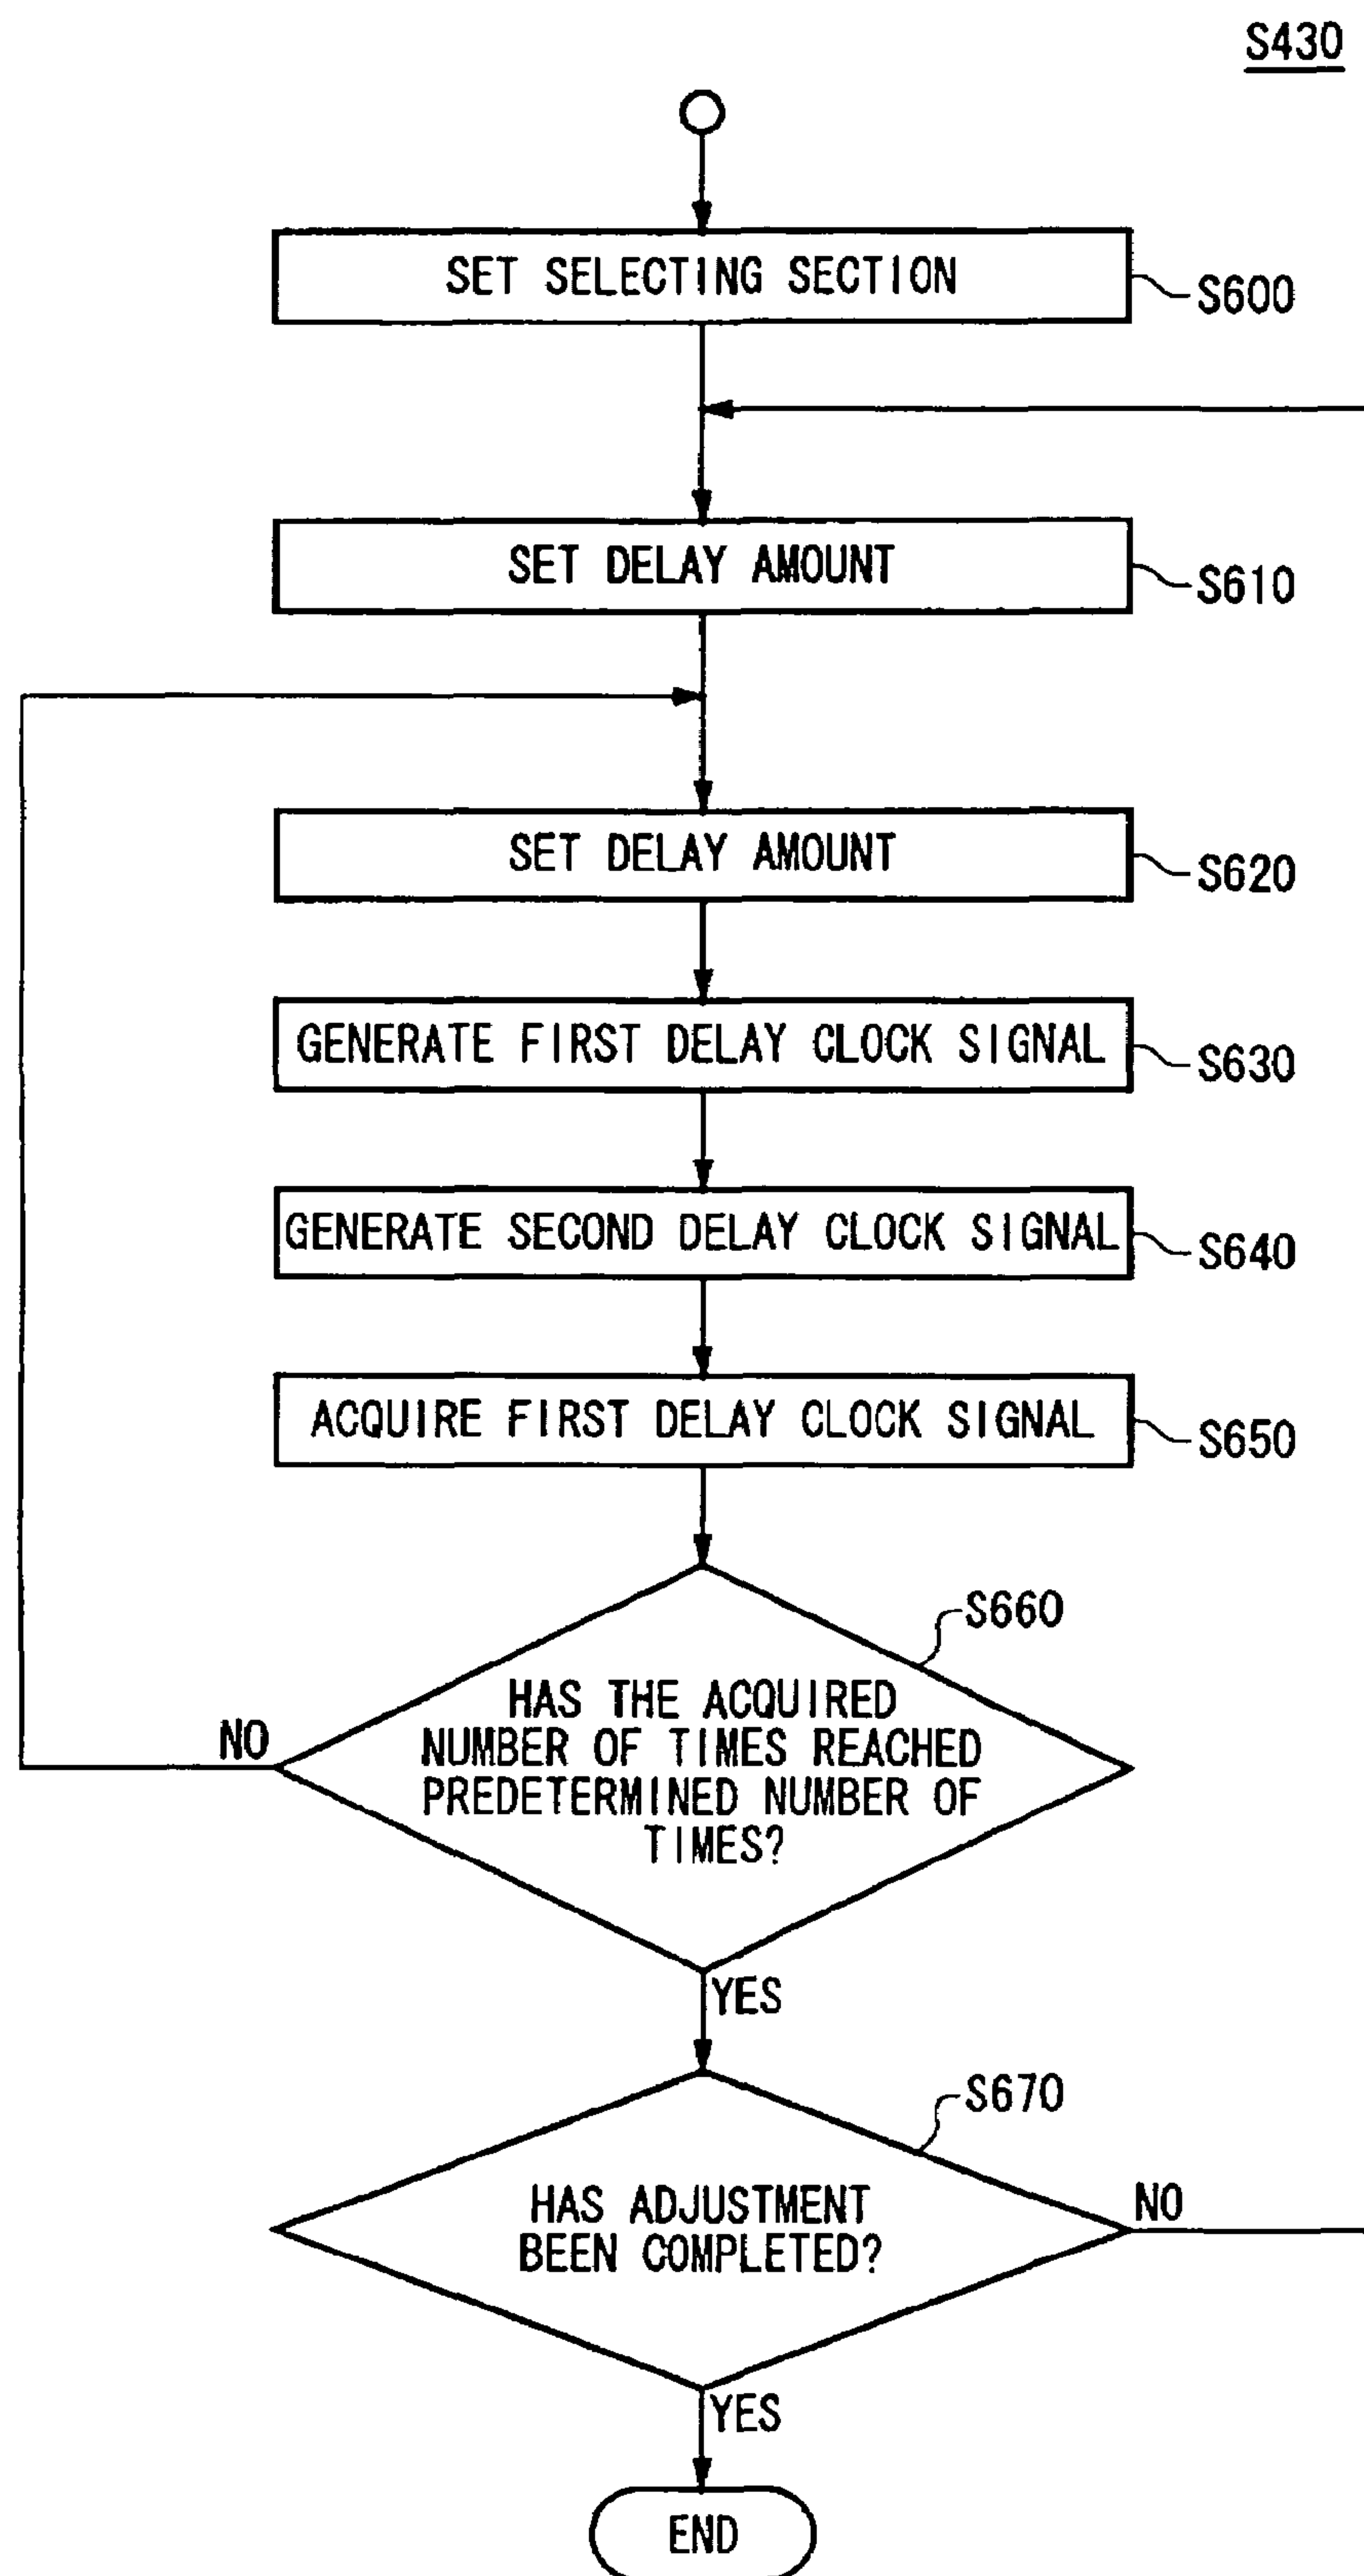 S430
SET SELECTING SECTION
S600
SET DELAY AMOUNT
S610
SET DELAY AMOUNT
S620
GENERATE FIRST DELAY CLOCK SIGNAL
S630
GENERATE SECOND DELAY CLOCK SIGNAL
S640
ACQUIRE FIRST DELAY CLOCK SIGNAL
S650
S660
HAS THE ACQUIRED
NUMBER OF TIMES REACHED
PREDETERMINED NUMBER OF
TIMES?
NO
YES
S670
HAS ADJUSTMENT
BEEN COMPLETED?
NO
YES
END